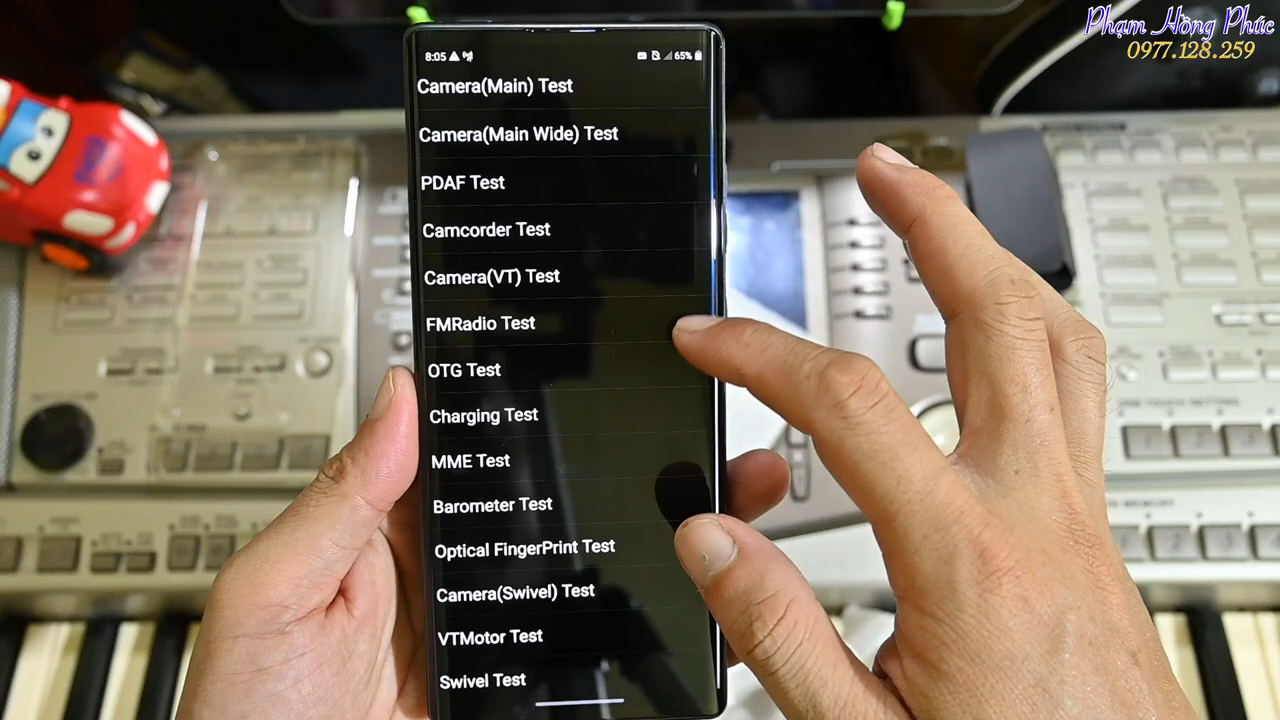 Phạm Hồng Phúc
0977.128.259
8:05
65%
Camera(Main) Test
Camera(Main Wide) Test
PDAF Test
Camcorder Test
Camera(VT) Test
FMRadio Test
OTG Test
Charging Test
MME Test
Barometer Test
Optical FingerPrint Test
Camera(Swivel) Test
VTMotor Test
Swivel Test